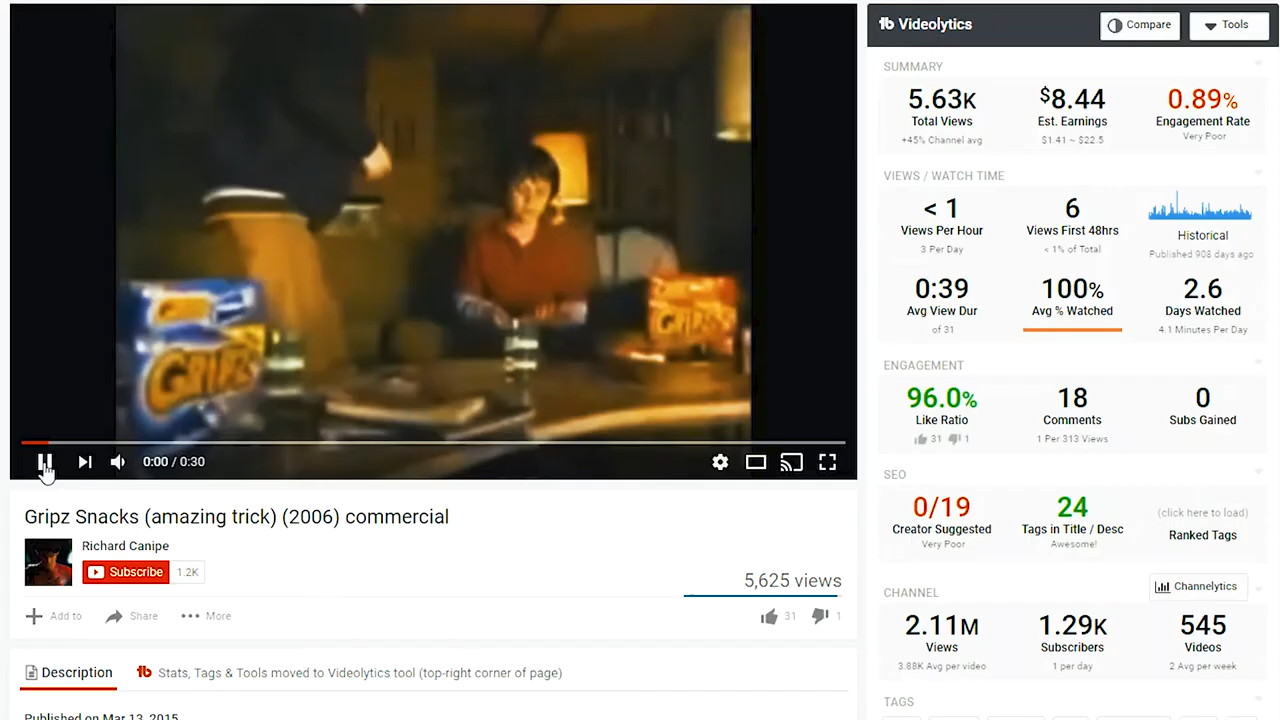 GRIPZ
GRIPZ
0:00 / 0:30
Gripz Snacks (amazing trick) (2006) commercial
Richard Canipe
Subscribe 1.2K
5,625 views
Add to Share More 31 1
Description tb Stats, Tags & Tools moved to Videolytics tool (top-right corner of page)
Published on Mar 13, 2015
tb Videolytics Compare Tools
SUMMARY
5.63K $8.44 0.89%
Total Views Est. Earnings Engagement Rate
+45% Channel avg $1.41 ~ $22.5 Very Poor
VIEWS / WATCH TIME
< 1 6
Views Per Hour Views First 48hrs Historical
3 Per Day < 1% of Total Published 908 days ago
0:39 100% 2.6
Avg View Dur Avg % Watched Days Watched
of 31 4.1 Minutes Per Day
ENGAGEMENT
96.0% 18 0
Like Ratio Comments Subs Gained
31 1 1 Per 313 Views
SEO
0/19 24 (click here to load)
Creator Suggested Tags in Title / Desc Ranked Tags
Very Poor Awesome!
CHANNEL Channelytics
2.11M 1.29K 545
Views Subscribers Videos
3.88K Avg per video 1 per day 2 Avg per week
TAGS